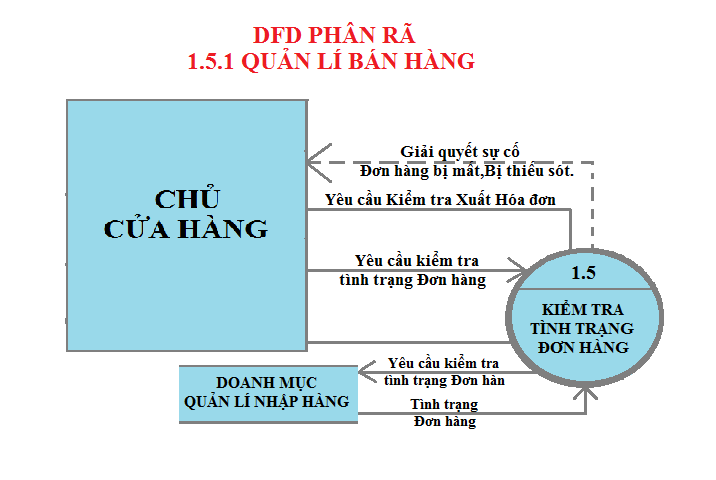 DFD PHÂN RÃ
1.5.1 QUẢN LÍ BÁN HÀNG
Giải quyết sự cố
Đơn hàng bị mất,Bị thiếu sót.
CHỦ
CỬA HÀNG
Yêu cầu Kiểm tra Xuất Hóa đơn
Yêu cầu kiểm tra
tình trạng Đơn hàng
1.5
KIỂM TRA
TÌNH TRẠNG
ĐƠN HÀNG
Yêu cầu kiểm tra
tình trạng Đơn hàn
DOANH MỤC
QUẢN LÍ NHẬP HÀNG
Tình trạng
Đơn hàng